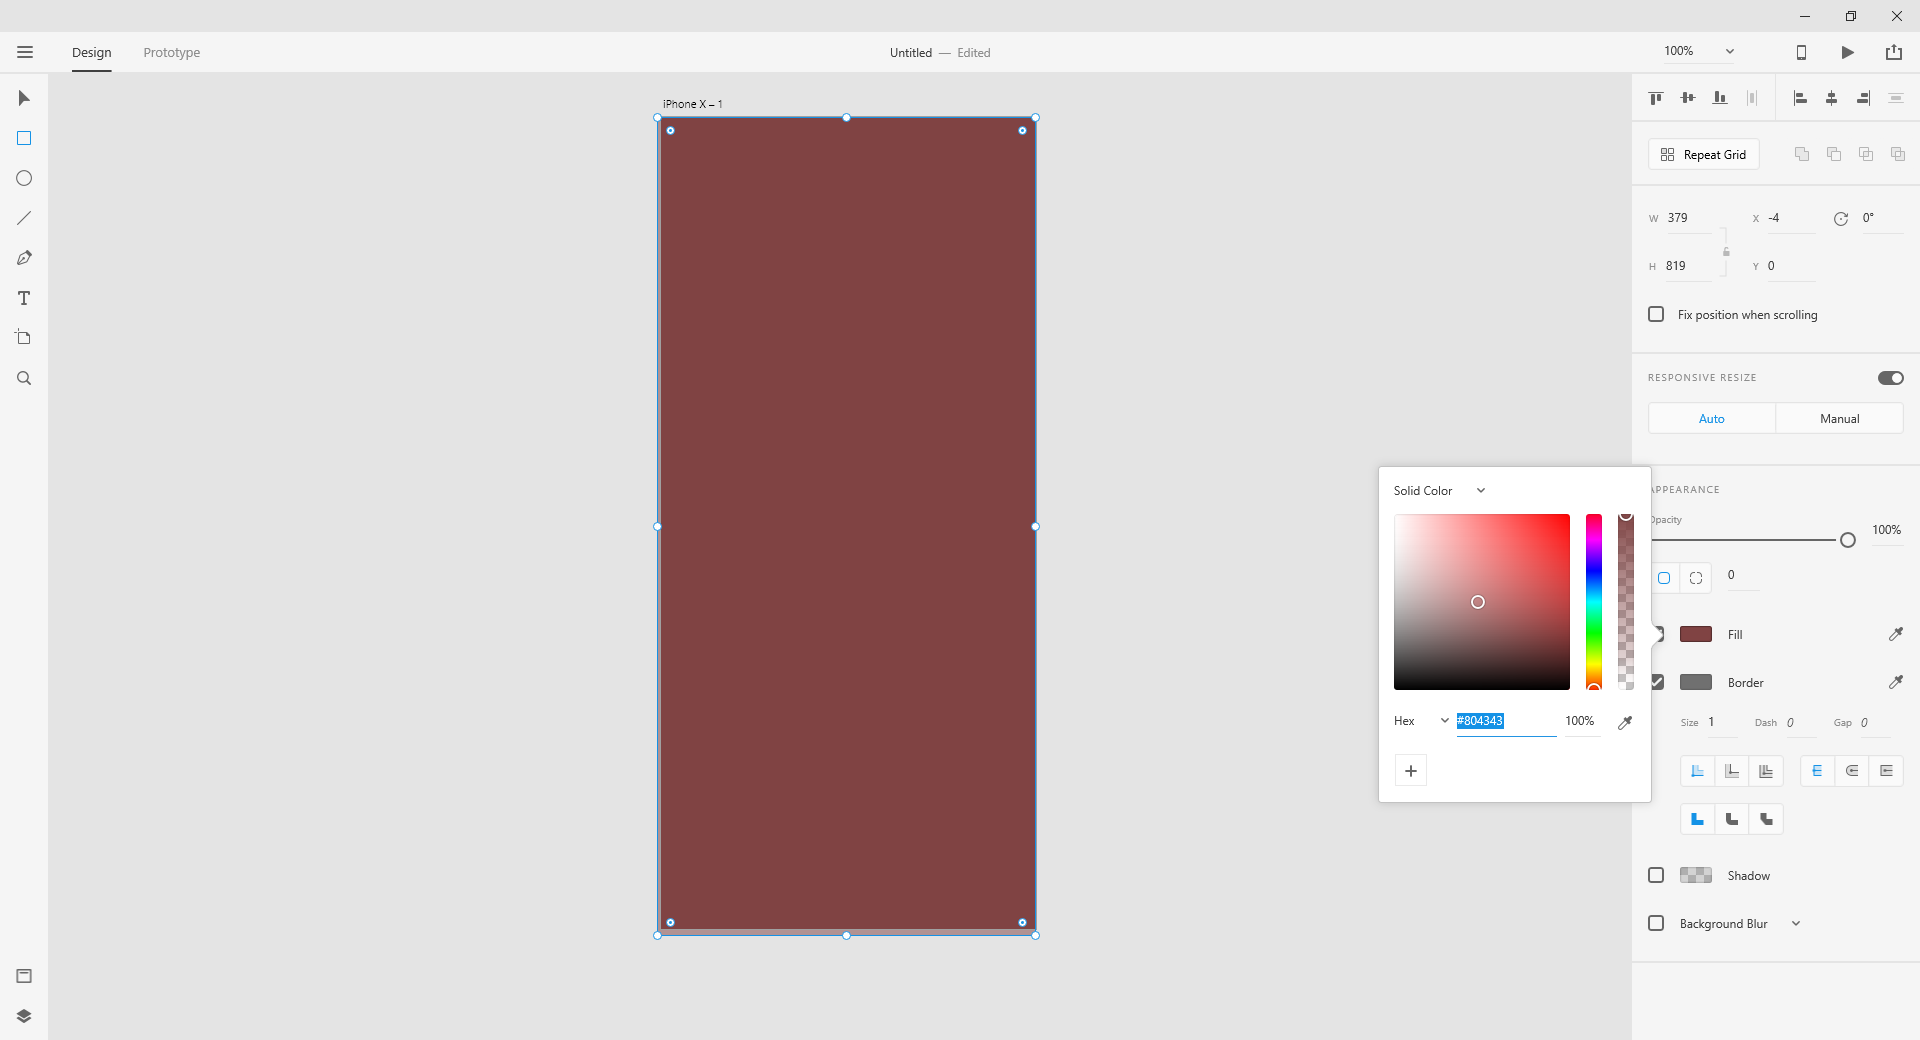 Design
Prototype
Untitled — Edited
100%
iPhone X – 1
Repeat Grid
W 379
X -4
0°
H 819
Y 0
Fix position when scrolling
RESPONSIVE RESIZE
Auto
Manual
Solid Color
APPEARANCE
Opacity
100%
0
Fill
Border
Hex
#804343
100%
Size 1
Dash 0
Gap 0
Shadow
Background Blur